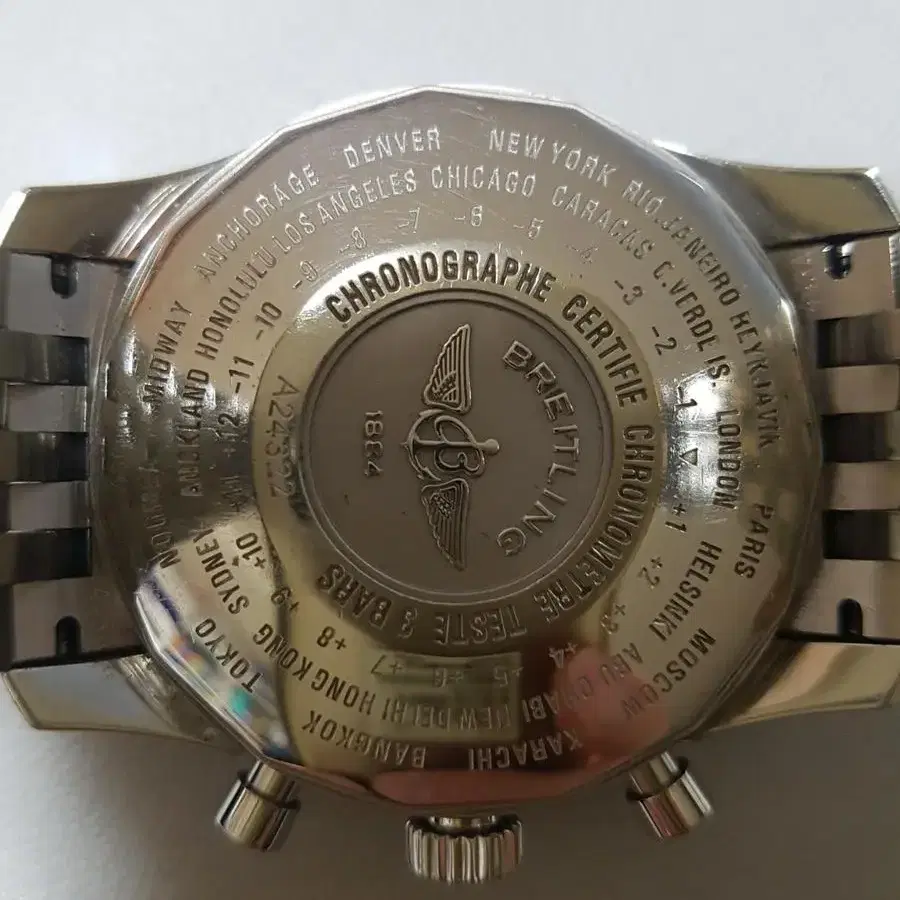 NOUMEA MIDWAY ANCHORAGE DENVER NEW YORK RIO.JANEIRO REYKJAVIK PARIS MOSCOW KARACHI BANGKOK TOKYO
SYDNEY AUCKLAND HONOLULU LOS ANGELES CHICAGO CARACAS C.VERDE IS. LONDON HELSINKI ABU DHABI NEW DELHI HONG KONG
+12 -11 -10 -9 -8 -7 -6 -5 -4 -3 -2 -1 ▽ +1 +2 +3 +4 +5 +6 +7 +8 +9 +10
CHRONOGRAPHE CERTIFIE CHRONOMETRE TESTE 3 BARS
A24322
BREITLING
B
1884